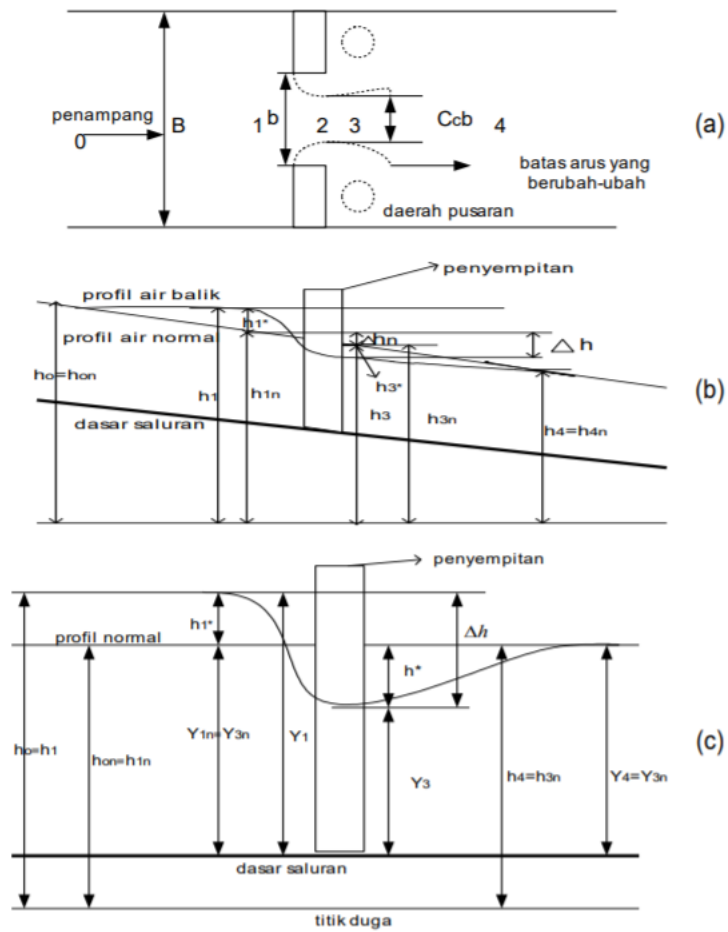 penampang
0
B
1
b
2
3
Ccb
4
(a)
batas arus yang
berubah-ubah
daerah pusaran
penyempitan
profil air balik
h1*
profil air normal
Δhn
Δh
h3*
ho=hon
h1
h1n
h3
h3n
h4=h4n
dasar saluran
(b)
penyempitan
h1*
Δh
profil normal
h*
ho=h1
hon=h1n
Y1n=Y3n
Y1
Y3
h4=h3n
Y4=Y3n
(c)
dasar saluran
titik duga